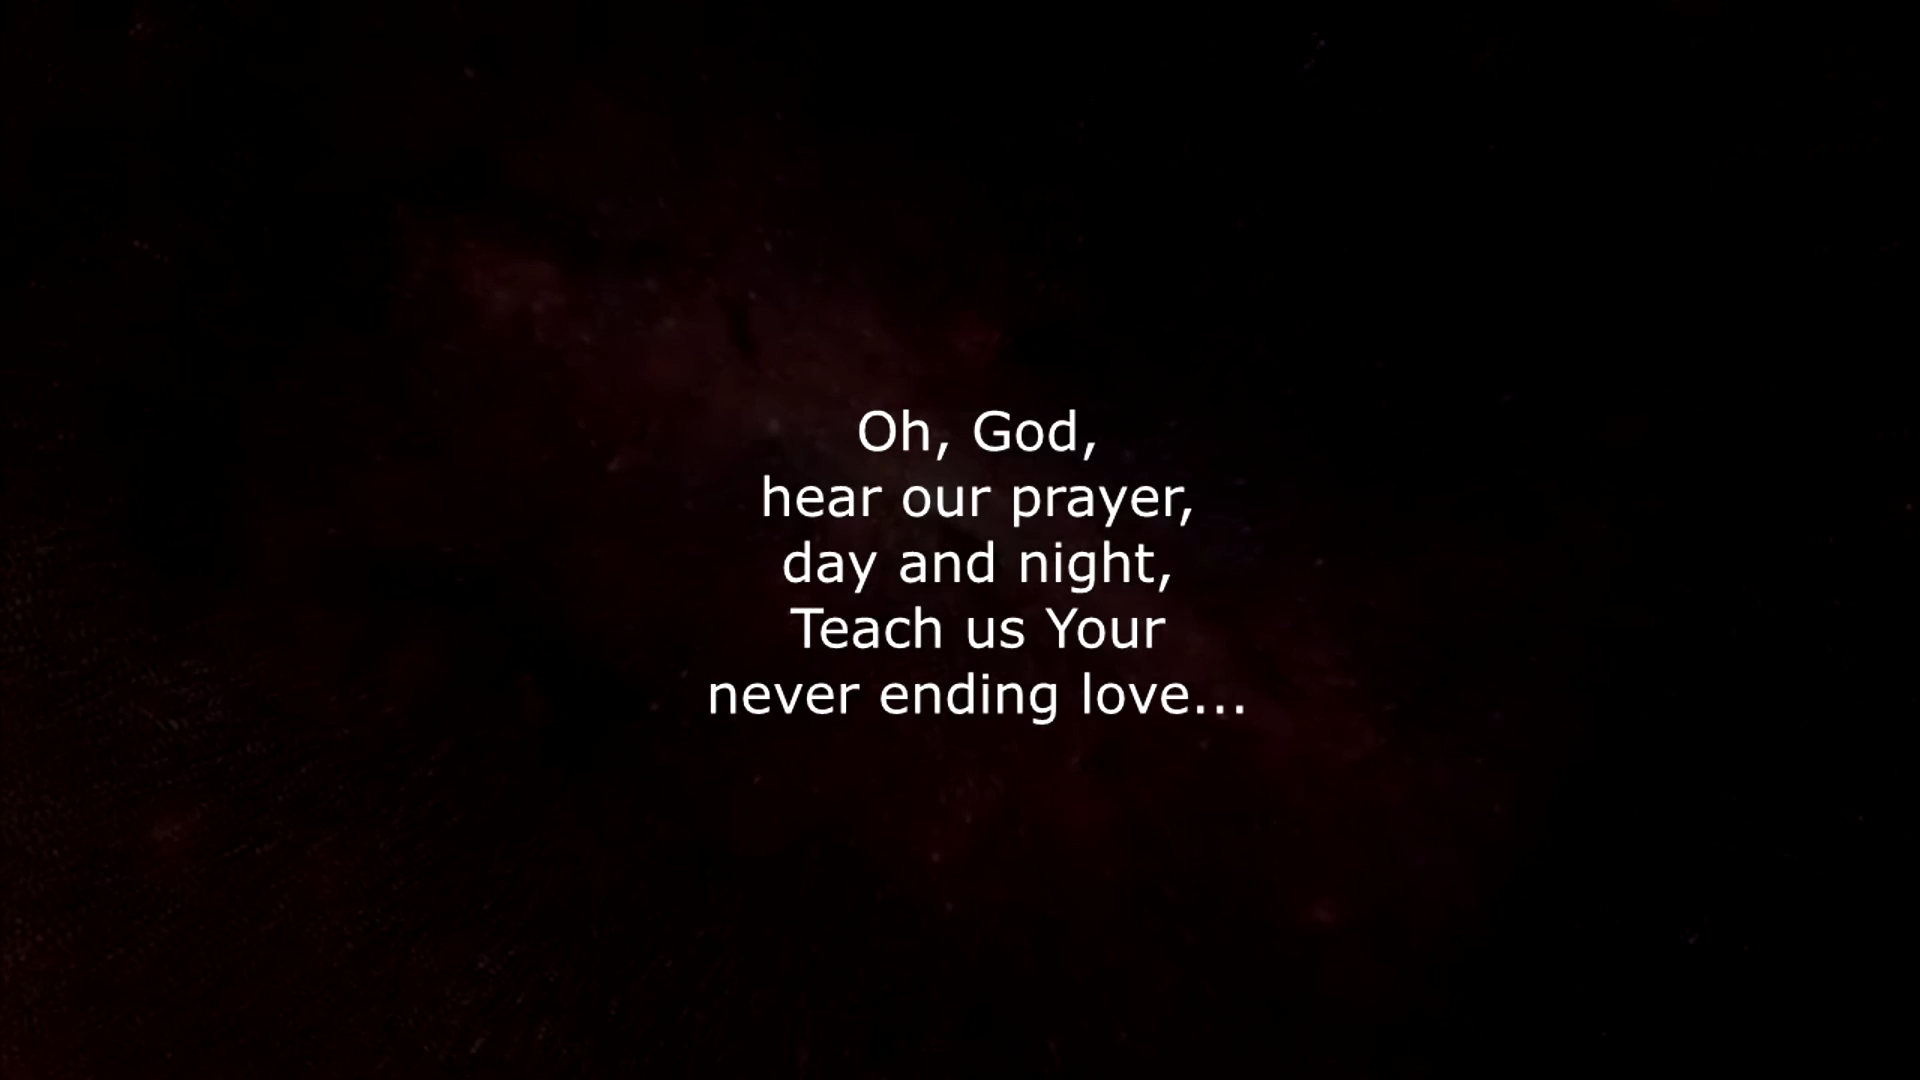 Oh, God,
hear our prayer,
day and night,
Teach us Your
never ending love...